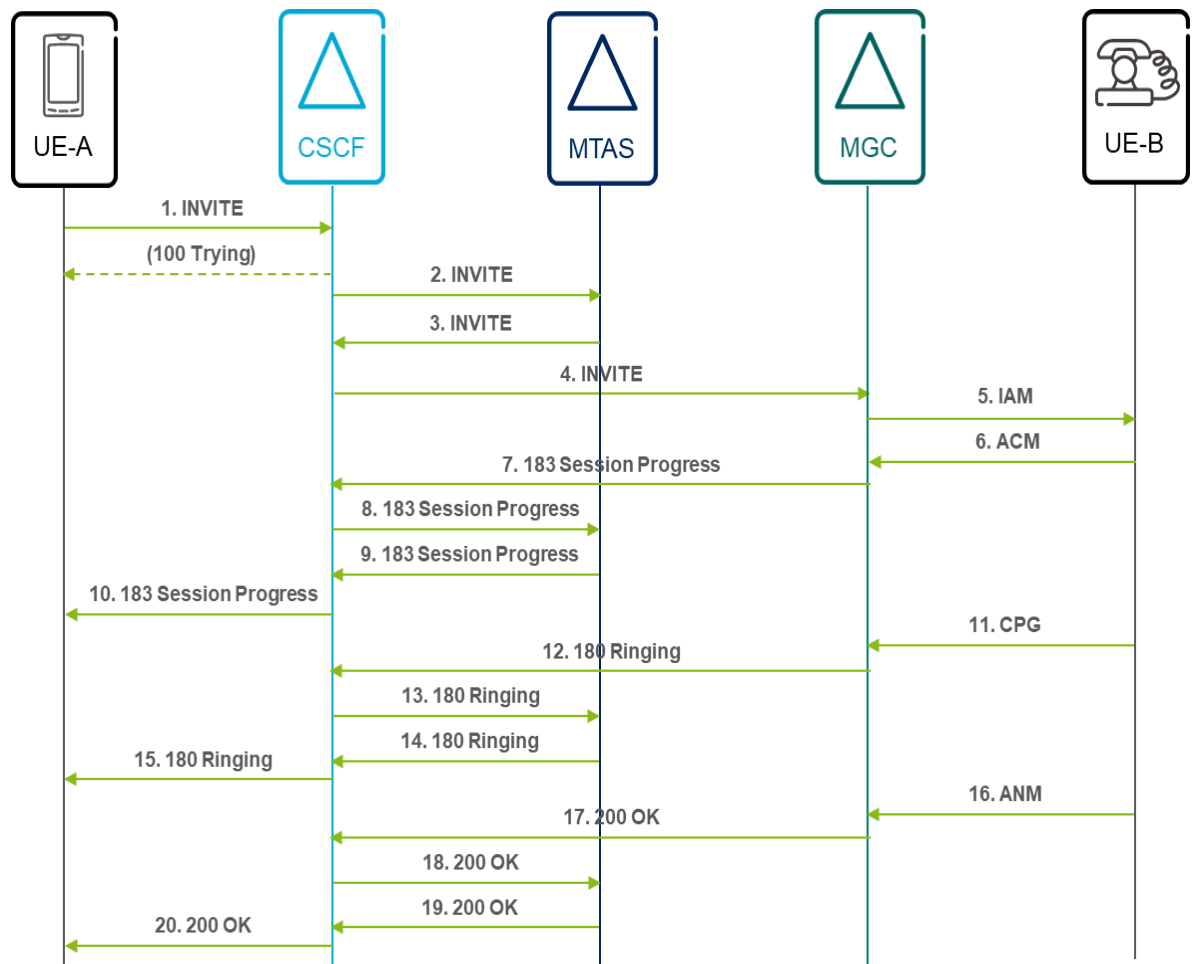 UE-A
CSCF
MTAS
MGC
UE-B
1. INVITE
(100 Trying)
2. INVITE
3. INVITE
4. INVITE
5. IAM
6. ACM
7. 183 Session Progress
8. 183 Session Progress
9. 183 Session Progress
10. 183 Session Progress
11. CPG
12. 180 Ringing
13. 180 Ringing
14. 180 Ringing
15. 180 Ringing
16. ANM
17. 200 OK
18. 200 OK
19. 200 OK
20. 200 OK